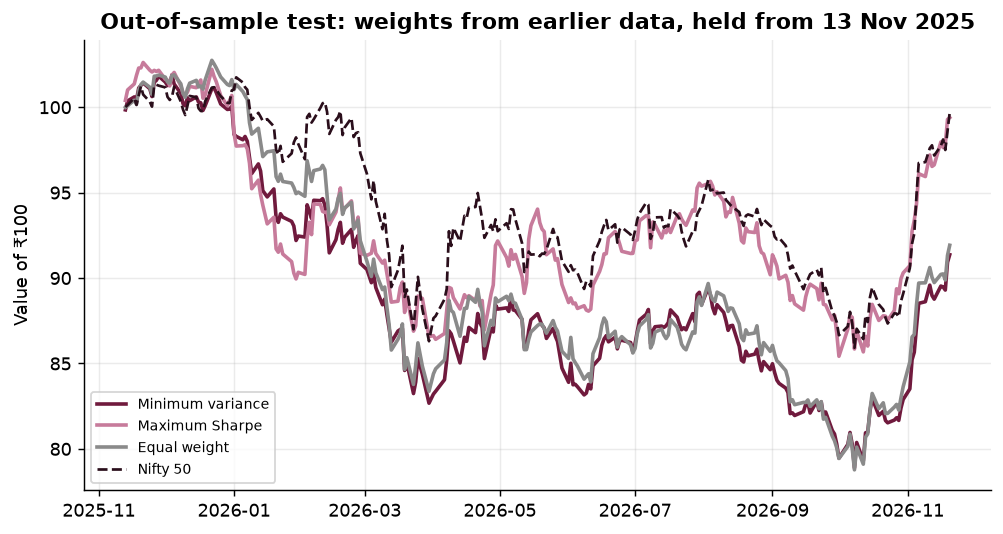 Out-of-sample test: weights from earlier data, held from 13 Nov 2025
Value of ₹100
100
95
90
85
80
Minimum variance
Maximum Sharpe
Equal weight
Nifty 50
2025-11
2026-01
2026-03
2026-05
2026-07
2026-09
2026-11